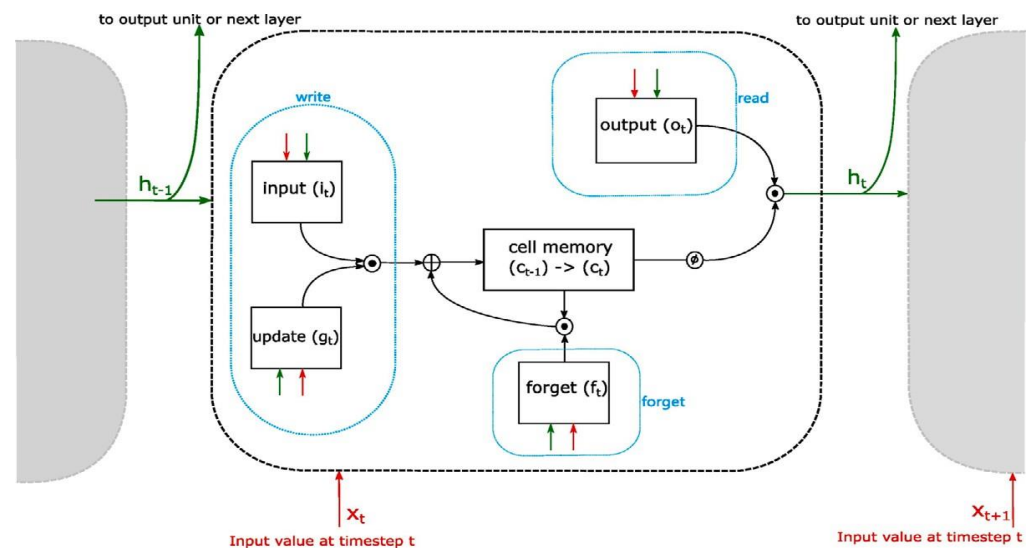 to output unit or next layer
to output unit or next layer
write
read
output (oₜ)
input (iₜ)
hₜ₋₁
hₜ
cell memory
(cₜ₋₁) -> (cₜ)
ø
update (gₜ)
forget (fₜ)
forget
xₜ
xₜ₊₁
Input value at timestep t
Input value at timestep t